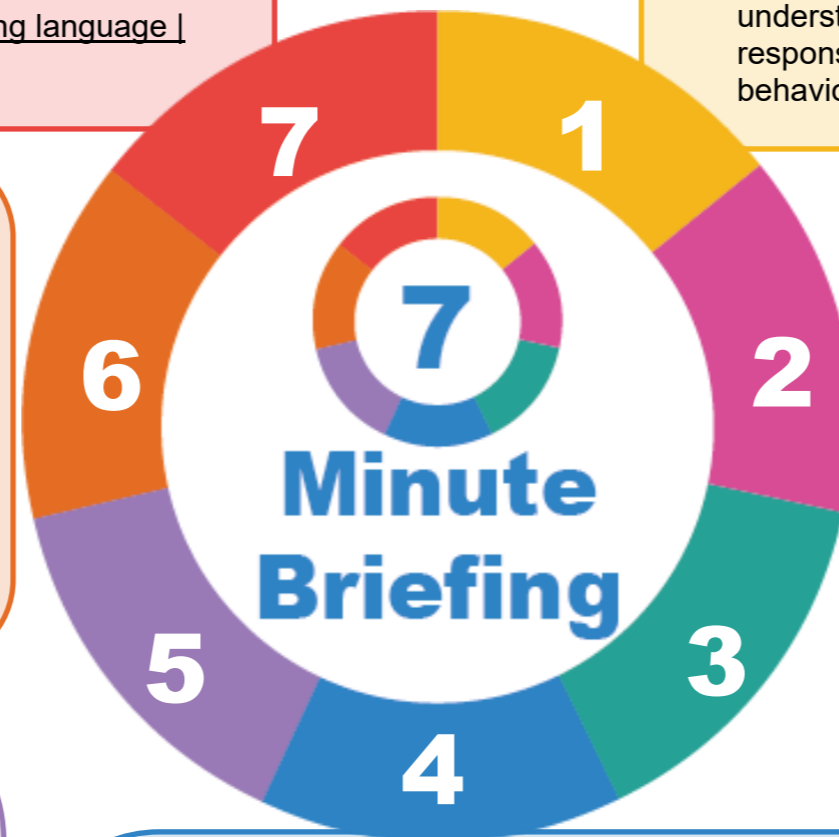 ng language |
underst
respons
behavio
7
1
6
2
7
Minute
Briefing
5
3
4